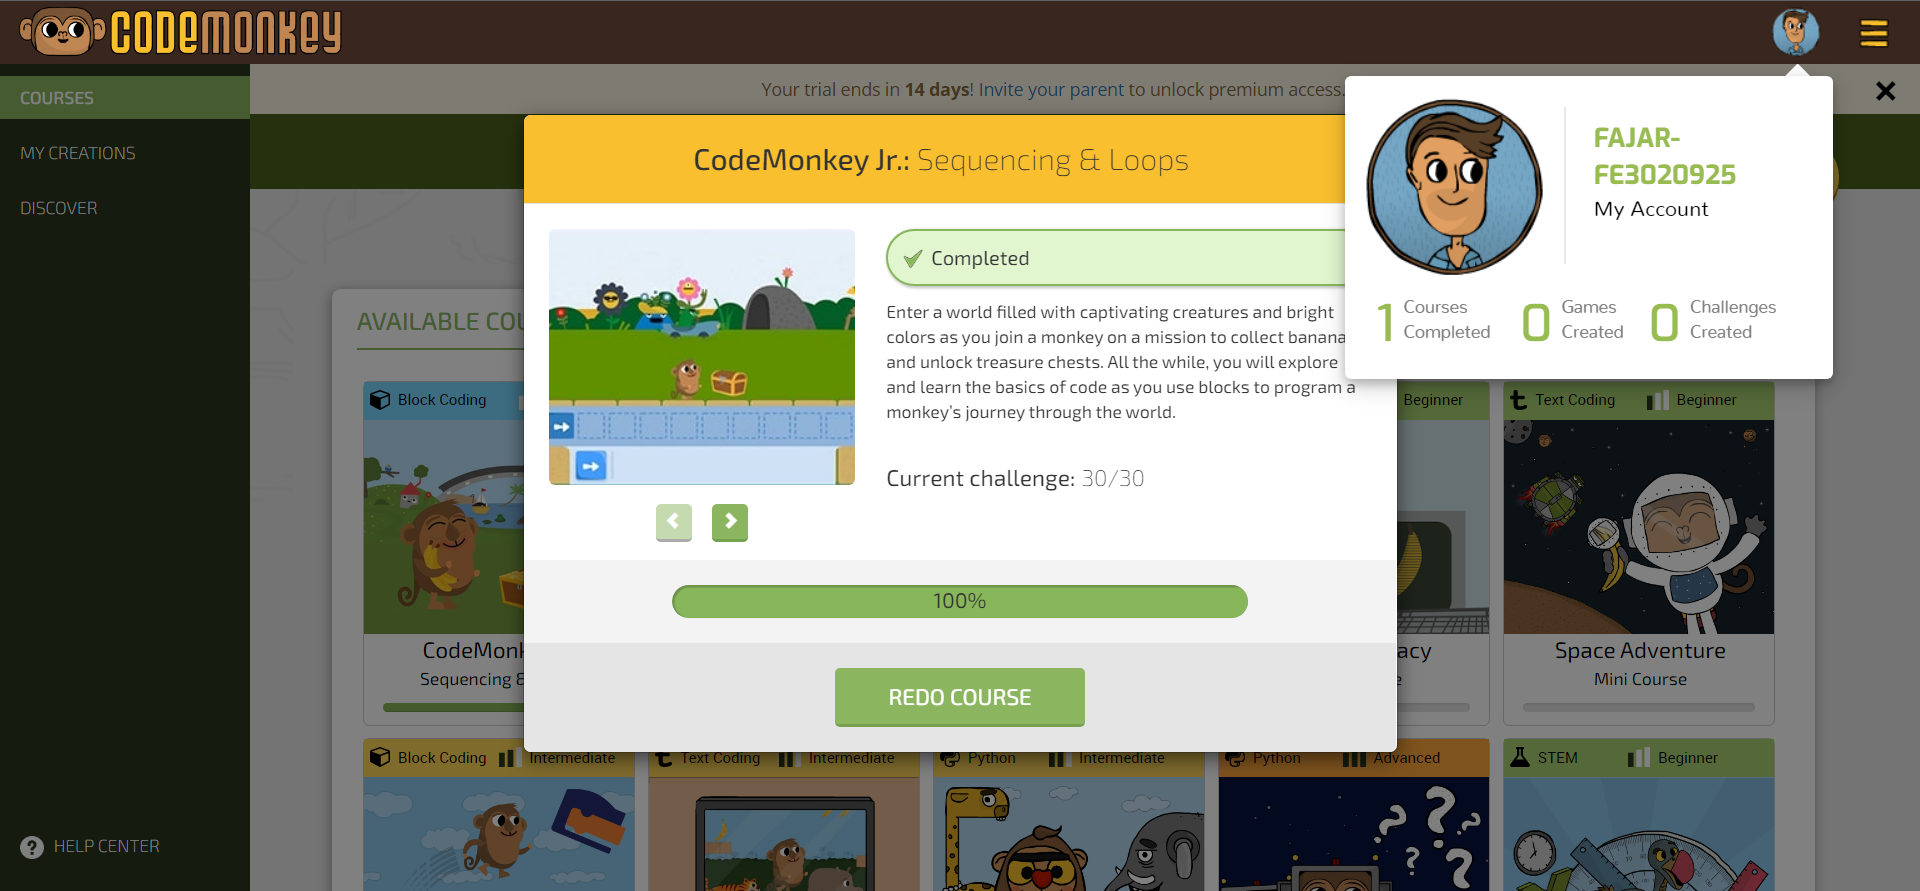 CODEMONKEY
COURSES
MY CREATIONS
DISCOVER
HELP CENTER
Your trial ends in 14 days! Invite your parent to unlock premium access.
FAJAR-
FE3020925
My Account
1 Courses Completed
0 Games Created
0 Challenges Created
CodeMonkey Jr.: Sequencing & Loops
Completed
Enter a world filled with captivating creatures and bright
colors as you join a monkey on a mission to collect banana
and unlock treasure chests. All the while, you will explore
and learn the basics of code as you use blocks to program a
monkey's journey through the world.
Current challenge: 30/30
100%
REDO COURSE
AVAILABLE COU
Block Coding
Beginner
Text Coding Beginner
CodeMonk
Sequencing &
acy
Space Adventure
Mini Course
Block Coding Intermediate
Text Coding Intermediate
Python Intermediate
Python Advanced
STEM Beginner